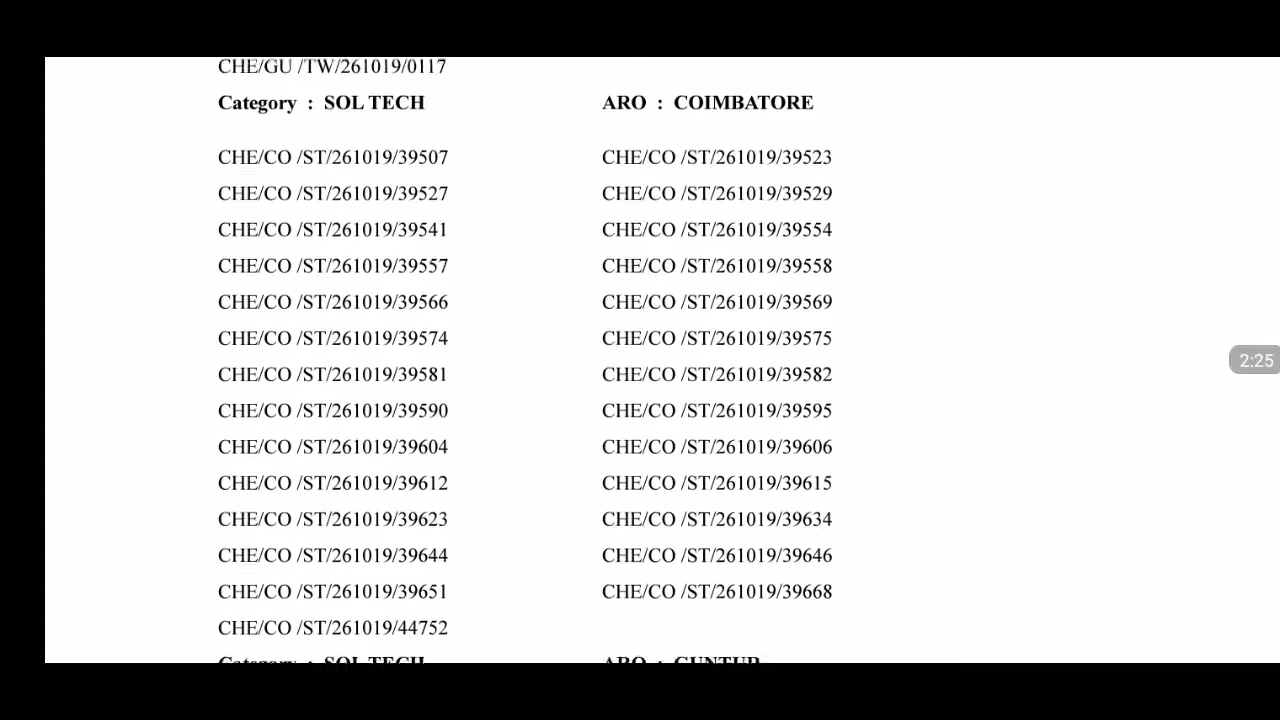 CHE/GU /TW/261019/0117
Category : SOL TECH ARO : COIMBATORE
CHE/CO /ST/261019/39507 CHE/CO /ST/261019/39523
CHE/CO /ST/261019/39527 CHE/CO /ST/261019/39529
CHE/CO /ST/261019/39541 CHE/CO /ST/261019/39554
CHE/CO /ST/261019/39557 CHE/CO /ST/261019/39558
CHE/CO /ST/261019/39566 CHE/CO /ST/261019/39569
CHE/CO /ST/261019/39574 CHE/CO /ST/261019/39575
CHE/CO /ST/261019/39581 CHE/CO /ST/261019/39582
CHE/CO /ST/261019/39590 CHE/CO /ST/261019/39595
CHE/CO /ST/261019/39604 CHE/CO /ST/261019/39606
CHE/CO /ST/261019/39612 CHE/CO /ST/261019/39615
CHE/CO /ST/261019/39623 CHE/CO /ST/261019/39634
CHE/CO /ST/261019/39644 CHE/CO /ST/261019/39646
CHE/CO /ST/261019/39651 CHE/CO /ST/261019/39668
CHE/CO /ST/261019/44752
Category : SOL TECH ARO : GUNTUR
2:25